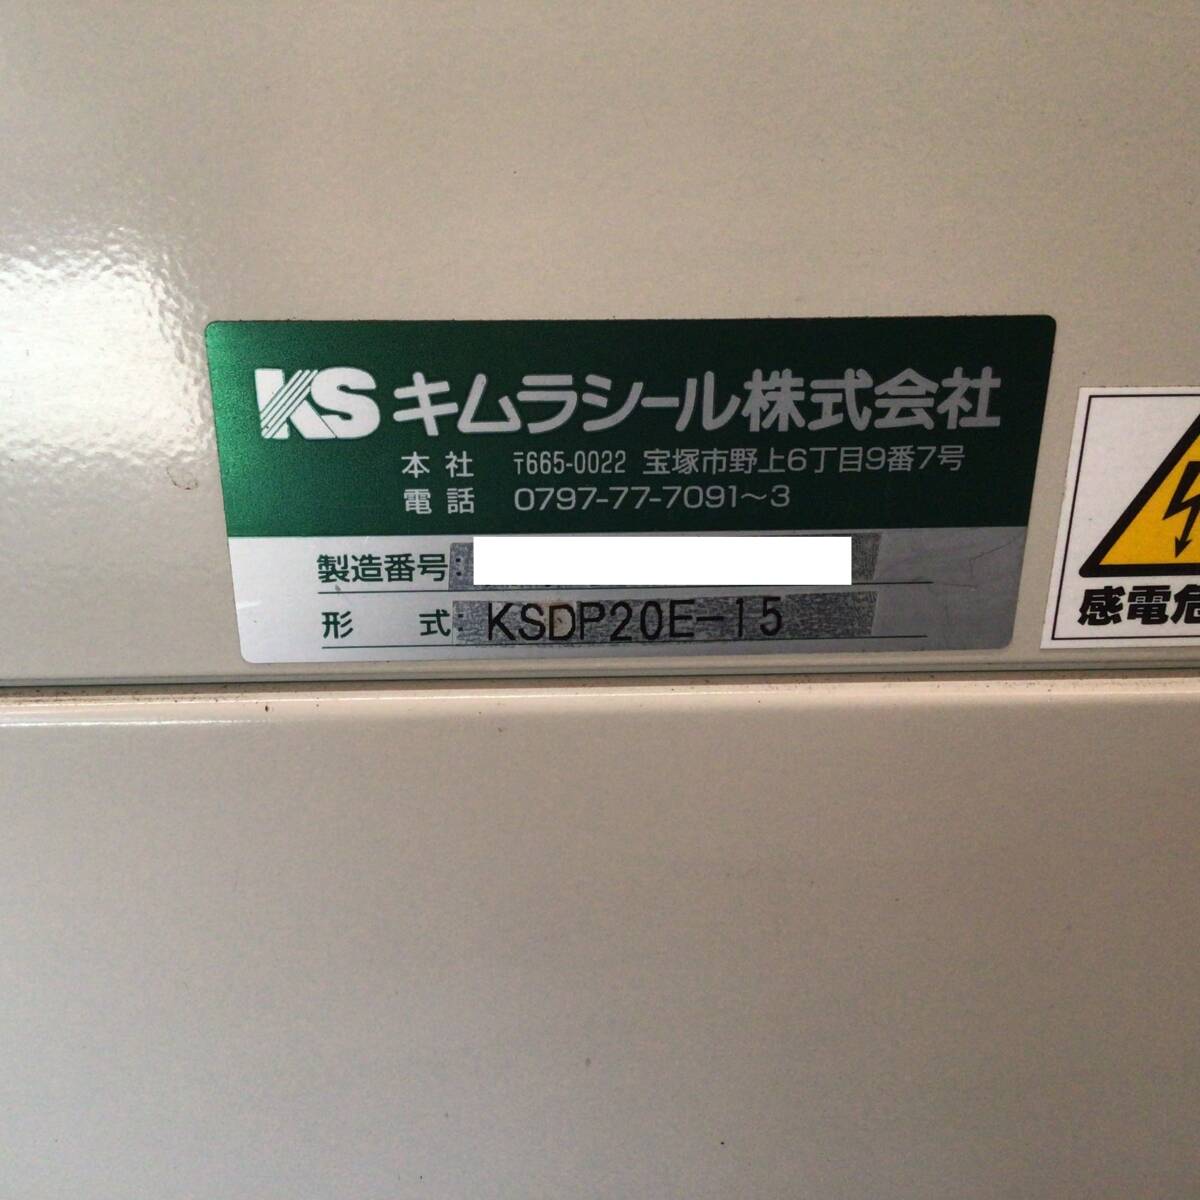 KS キムラシール株式会社
本社 〒665-0022 宝塚市野上6丁目9番7号
電話 0797-77-7091～3
製造番号:
形式: KSDP20E-15
感電危